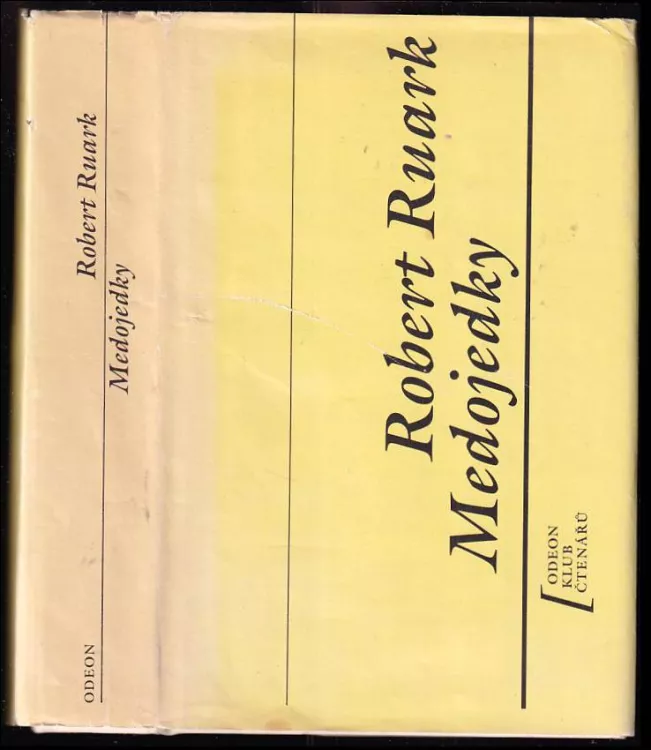 Robert Ruark
Medojedky
ODEON
Robert Ruark
Medojedky
ODEON
KLUB
ČTENÁŘŮ